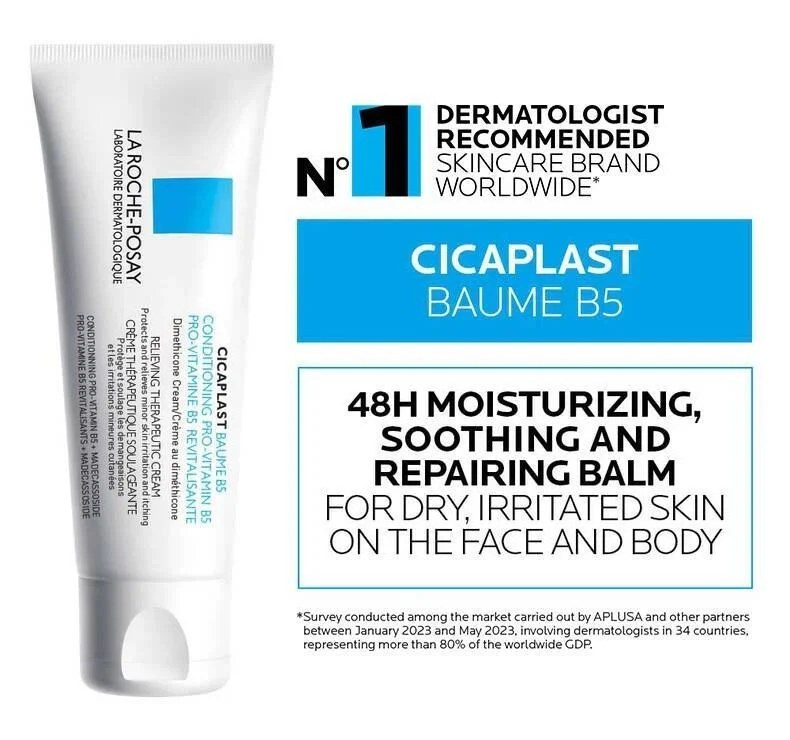 LA ROCHE-POSAY
LABORATOIRE DERMATOLOGIQUE
CICAPLAST BAUME B5
CONDITIONING PRO-VITAMIN B5
PRO-VITAMINE B5 REVITALISANTE
Dimethicone Cream/Crème au diméthicone
RELIEVING THERAPEUTIC CREAM
Protects and relieves minor skin irritation and itching
CRÈME THÉRAPEUTIQUE SOULAGEANTE
Protège et soulage les démangeaisons
et les irritations mineures cutanées
CONDITIONNING PRO-VITAMIN B5 + MADECASSOSIDE
PRO-VITAMINE B5 REVITALISANTS + MADECASSOSIDE
N° 1
DERMATOLOGIST
RECOMMENDED
SKINCARE BRAND
WORLDWIDE*
CICAPLAST
BAUME B5
48H MOISTURIZING,
SOOTHING AND
REPAIRING BALM
FOR DRY, IRRITATED SKIN
ON THE FACE AND BODY
*Survey conducted among the market carried out by APLUSA and other partners
between January 2023 and May 2023, involving dermatologists in 34 countries,
representing more than 80% of the worldwide GDP.